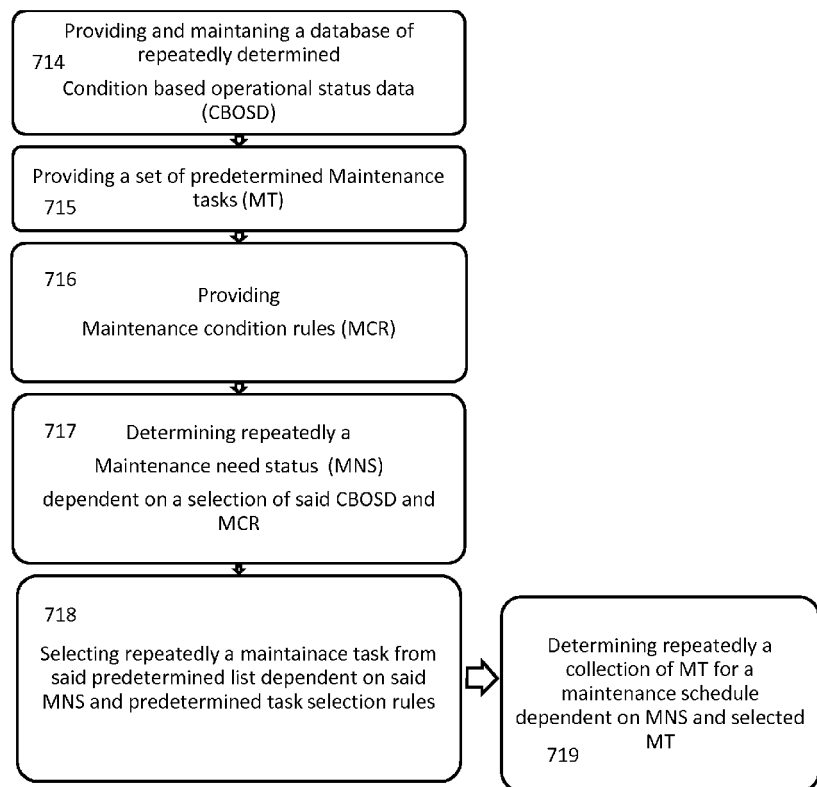 Providing and maintaning a database of
repeatedly determined
714
Condition based operational status data
(CBOSD)
Providing a set of predetermined Maintenance
tasks (MT)
715
716
Providing
Maintenance condition rules (MCR)
717
Determining repeatedly a
Maintenance need status (MNS)
dependent on a selection of said CBOSD and
MCR
718
Selecting repeatedly a maintainace task from
said predetermined list dependent on said
MNS and predetermined task selection rules
Determining repeatedly a
collection of MT for a
maintenance schedule
dependent on MNS and selected
MT
719